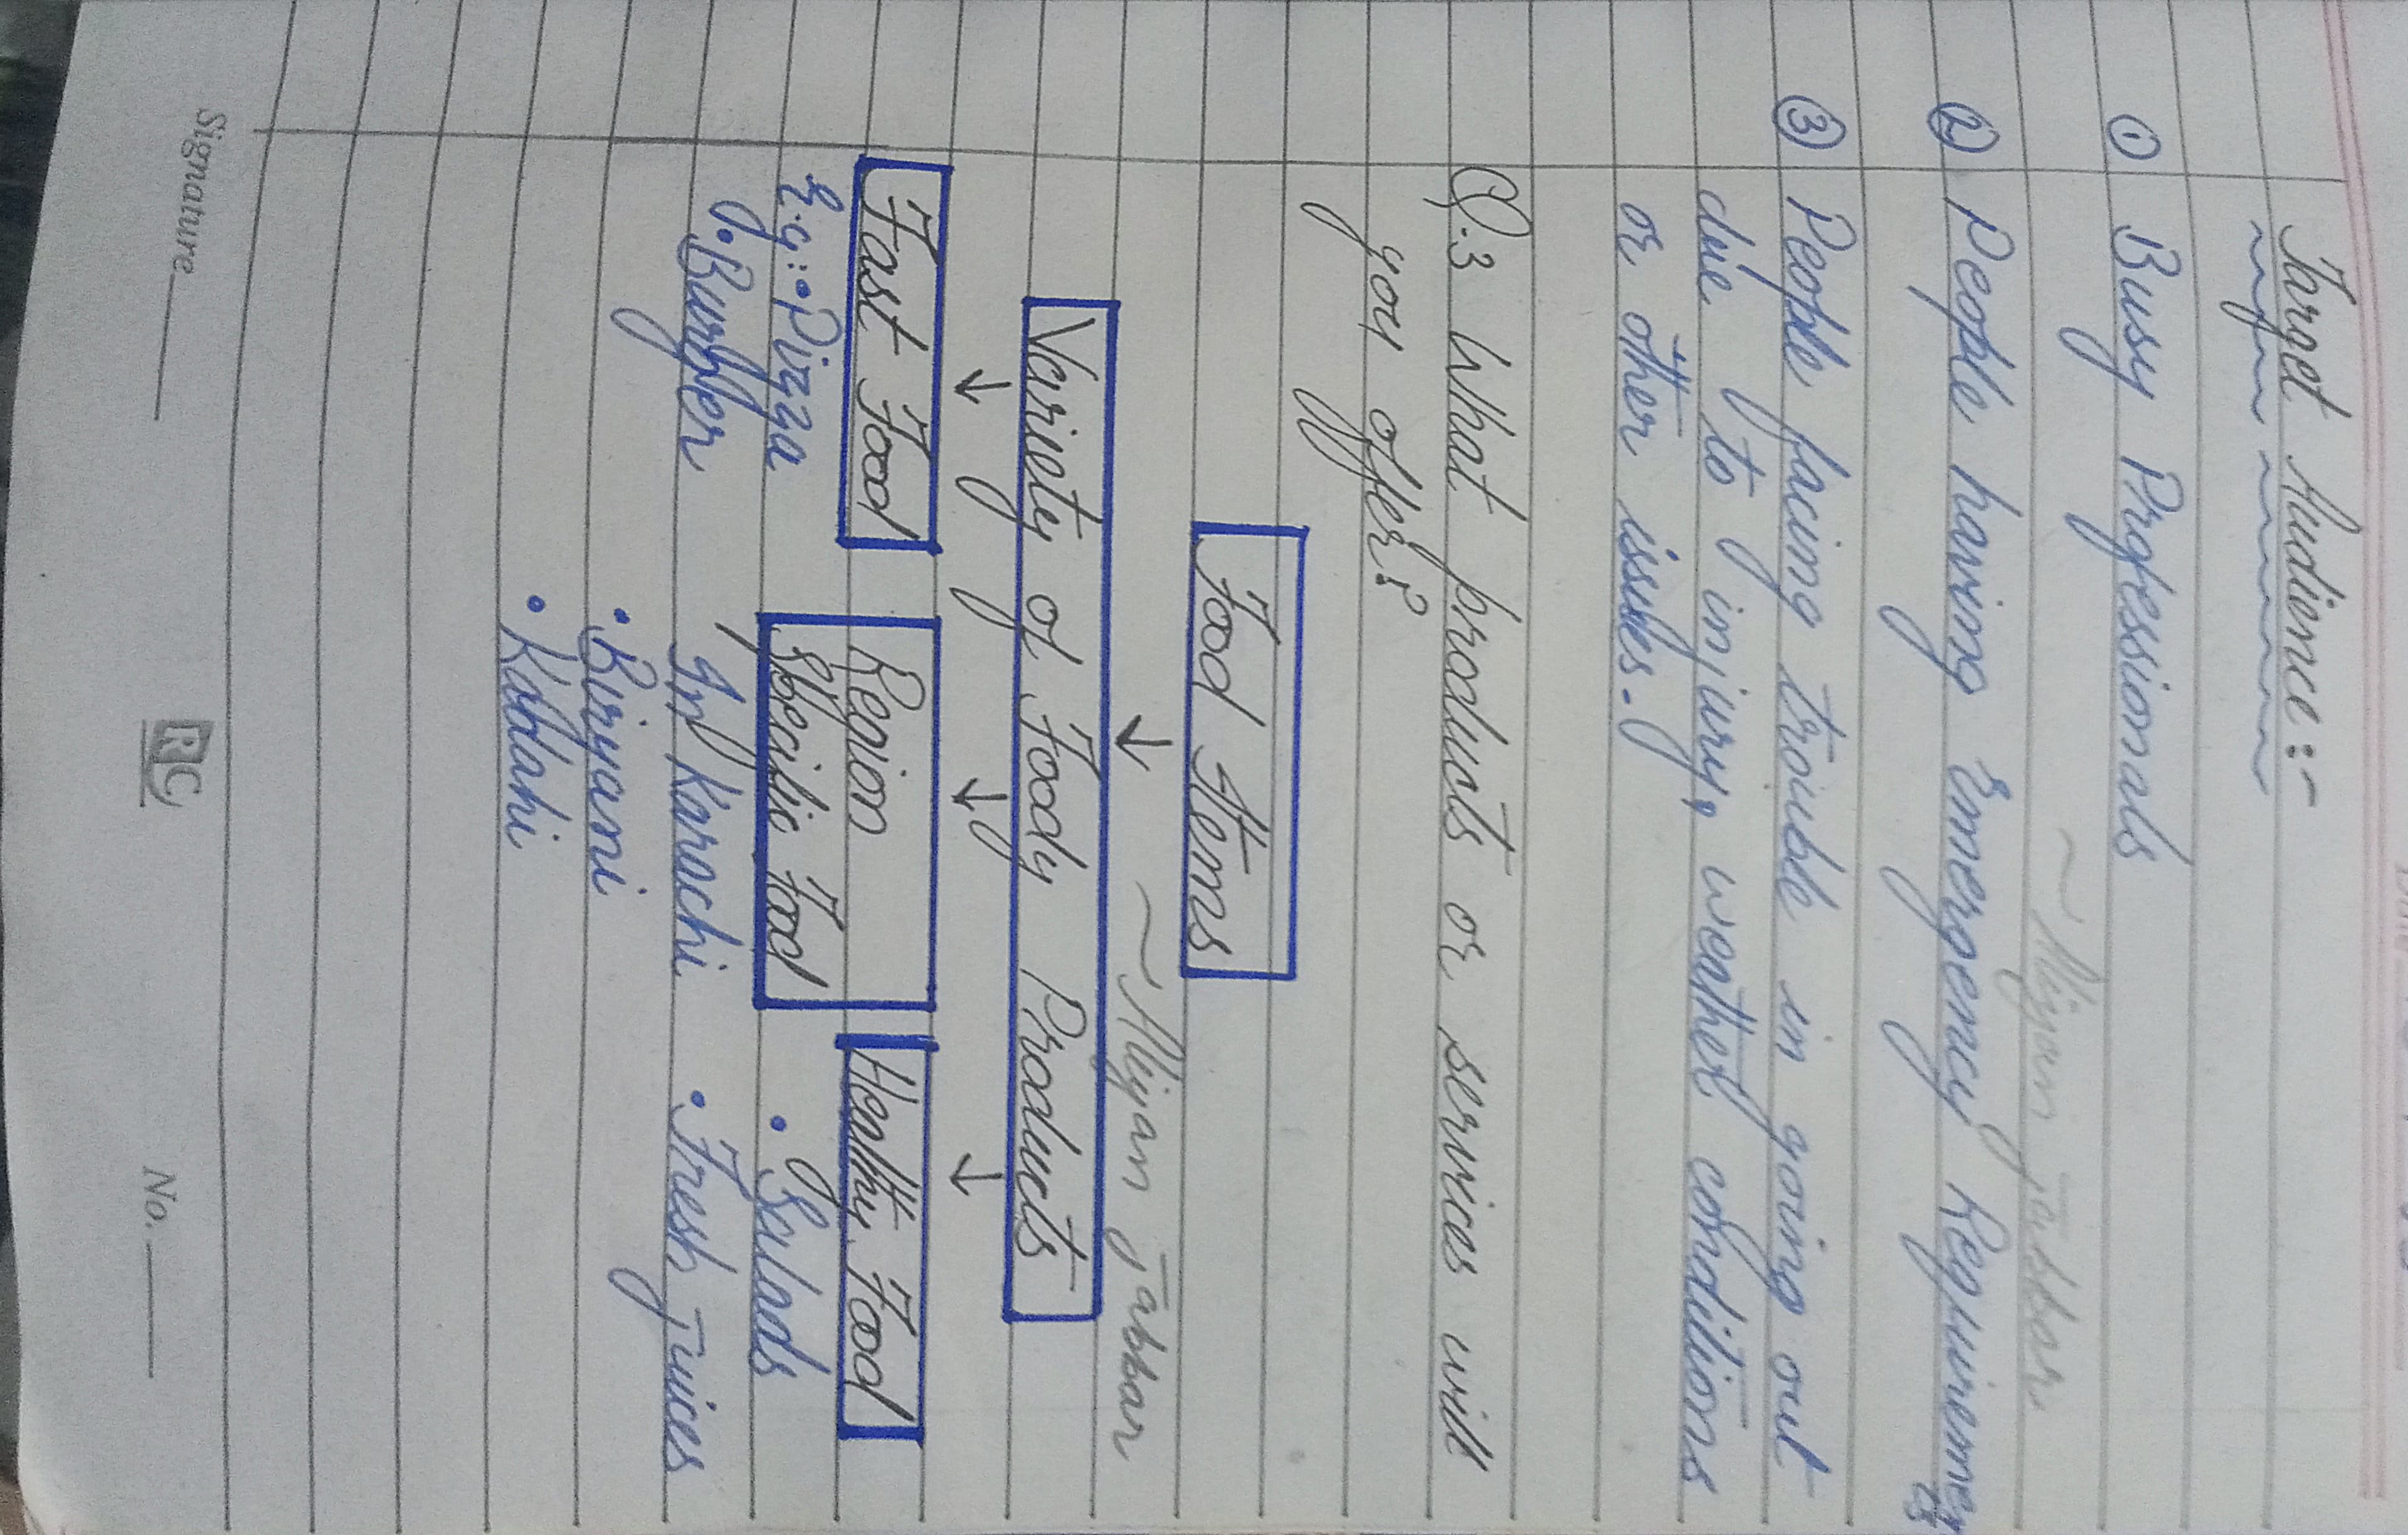 Target Audience:-
① Busy Professionals
~ Aliyan Jabbar
② People having Emergency Requirements
③ People facing trouble in going out
due to injury, weather conditions
or other issues.
Q.3 What products or services will
you offer?
Food Items
~ Aliyan Jabbar
Variety of Foody Products
Fast Food
Region
Specific Food
Healthy Food
E.g: • Pizza
• Burger
In Karachi
• Biryani
• Kadahi
• Salads
• Fresh juices
Signature
RC
No.